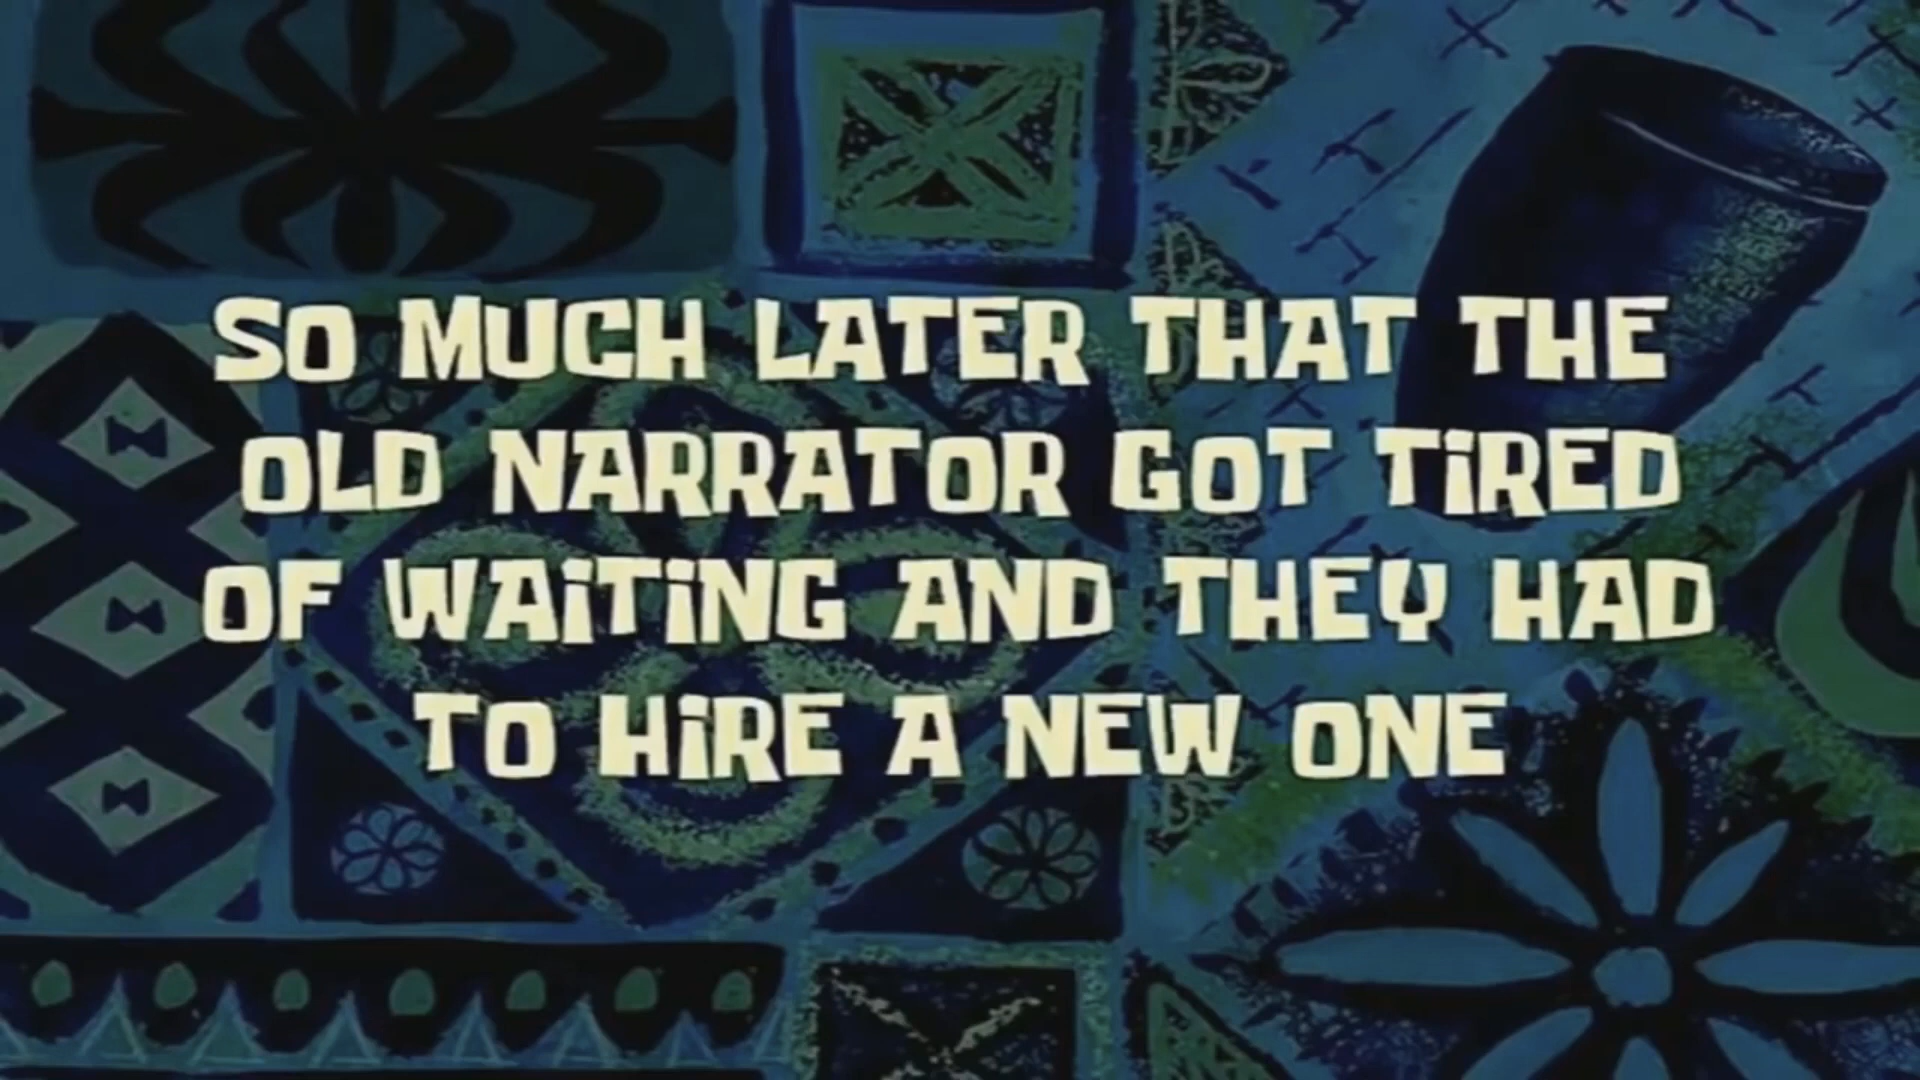 SO MUCH LATER THAT THE
OLD NARRATOR GOT TiRED
OF WAiTiNG AND THEY HAD
TO HiRE A NEW ONE